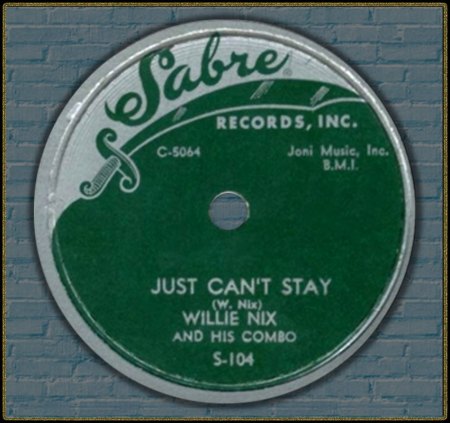 Sabre
RECORDS, INC.
C-5064 Joni Music, Inc.
B.M.I.
JUST CAN'T STAY
(W. Nix)
WILLIE NIX
AND HIS COMBO
S-104